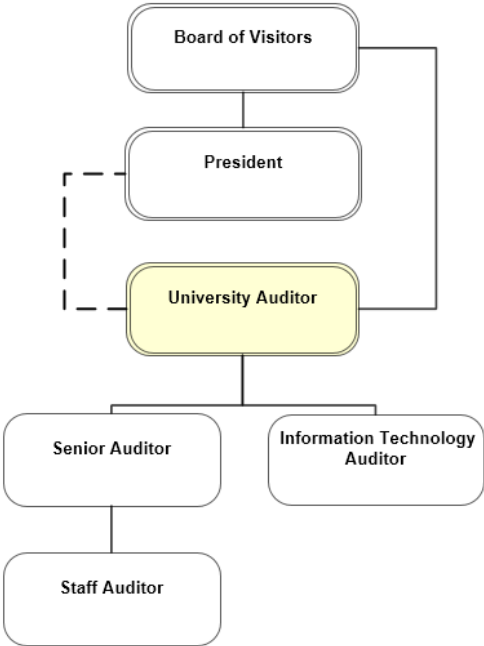 Board of Visitors
President
University Auditor
Senior Auditor
Information Technology
Auditor
Staff Auditor